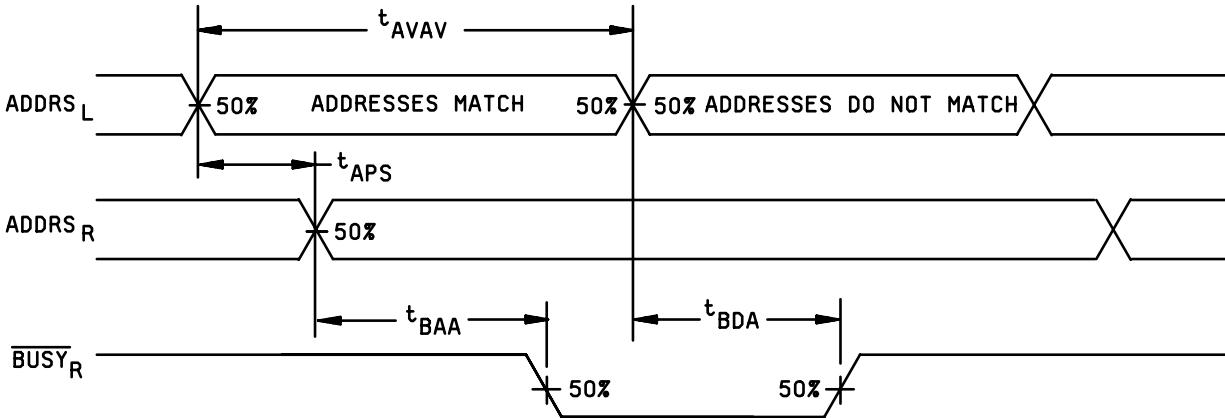 tAVAV
ADDRSL 50% ADDRESSES MATCH 50% 50% ADDRESSES DO NOT MATCH
tAPS
ADDRSR 50%
tBAA tBDA
BUSYR 50% 50%